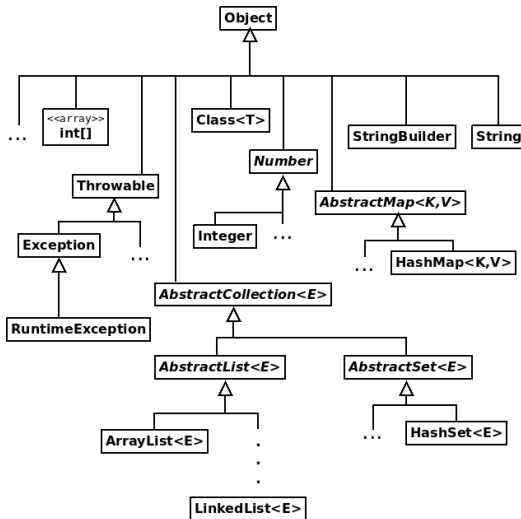 Object
...
<<array>>
int[]
Class<T>
StringBuilder
String
Number
Throwable
AbstractMap<K,V>
Exception
...
Integer
...
...
HashMap<K,V>
AbstractCollection<E>
RuntimeException
AbstractList<E>
AbstractSet<E>
ArrayList<E>
...
HashSet<E>
.
.
.
LinkedList<E>